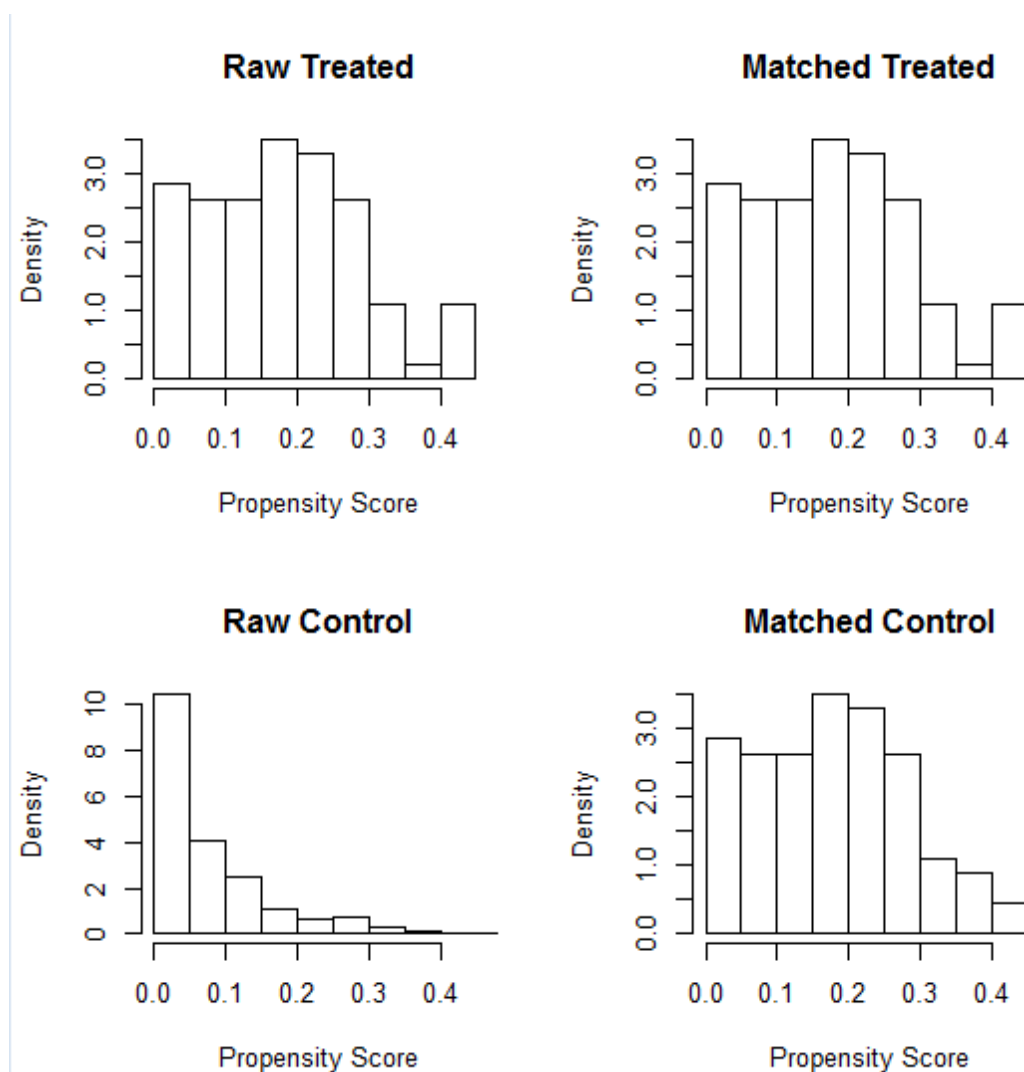 Raw Treated
Density
0.0 1.0 2.0 3.0
0.0 0.1 0.2 0.3 0.4
Propensity Score
Matched Treated
Density
0.0 1.0 2.0 3.0
0.0 0.1 0.2 0.3 0.4
Propensity Score
Raw Control
Density
0 2 4 6 8 10
0.0 0.1 0.2 0.3 0.4
Propensity Score
Matched Control
Density
0.0 1.0 2.0 3.0
0.0 0.1 0.2 0.3 0.4
Propensity Score